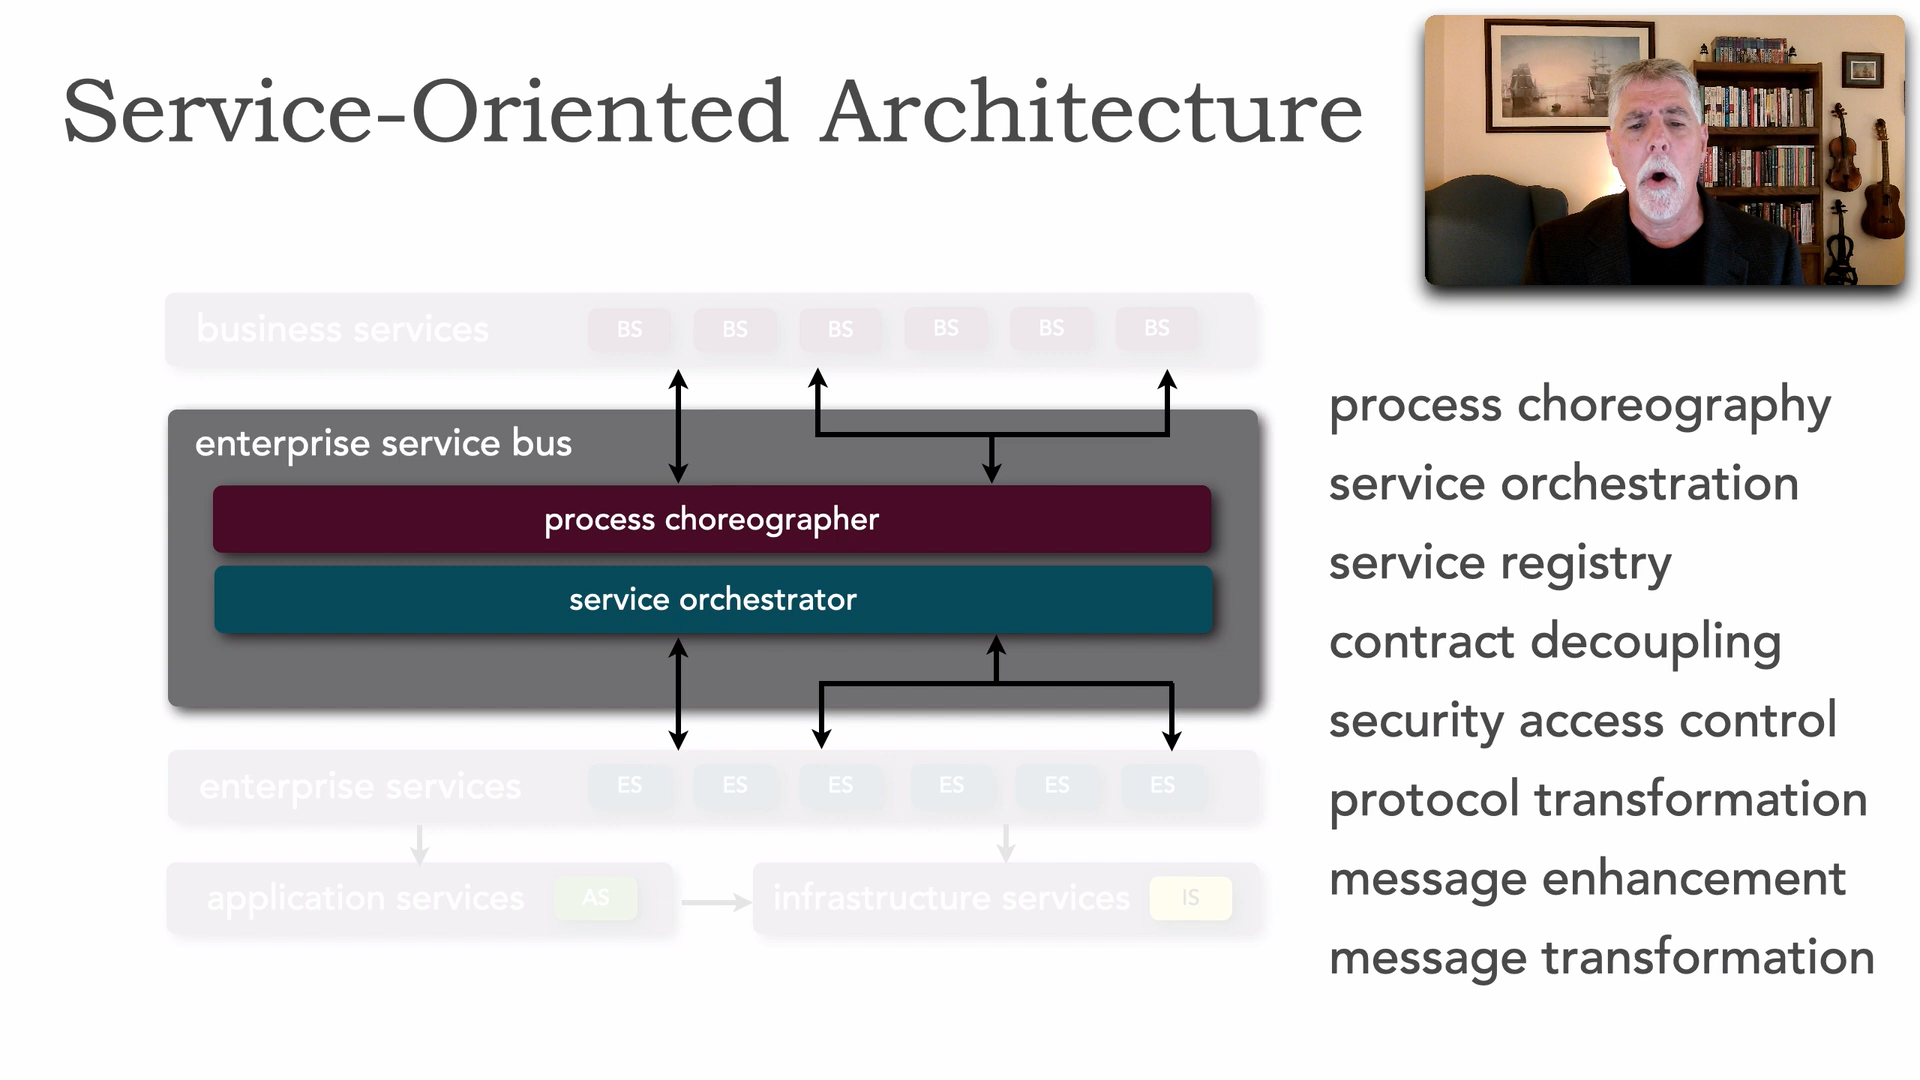 Service-Oriented Architecture
business services BS BS BS BS BS BS
enterprise service bus
process choreographer
service orchestrator
enterprise services ES ES ES ES ES ES
application services AS
infrastructure services IS
process choreography
service orchestration
service registry
contract decoupling
security access control
protocol transformation
message enhancement
message transformation